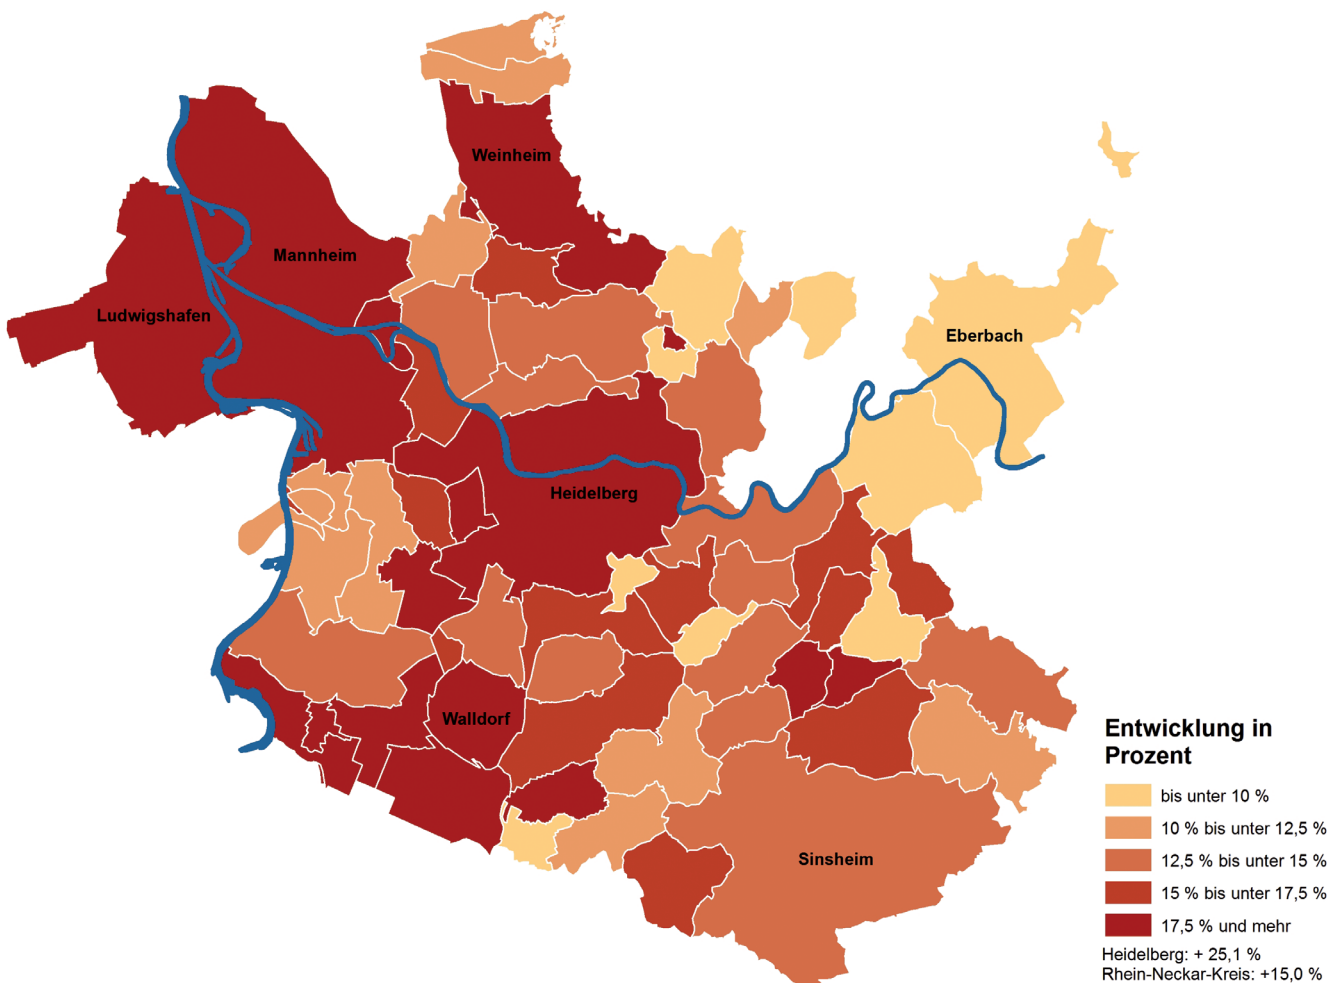 Weinheim
Mannheim
Ludwigshafen
Eberbach
Heidelberg
Walldorf
Sinsheim
Entwicklung in
Prozent
bis unter 10 %
10 % bis unter 12,5 %
12,5 % bis unter 15 %
15 % bis unter 17,5 %
17,5 % und mehr
Heidelberg: + 25,1 %
Rhein-Neckar-Kreis: +15,0 %